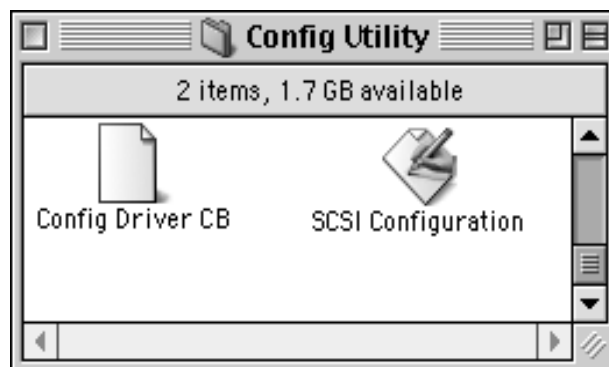 Config Utility
2 items, 1.7 GB available
Config Driver CB
SCSI Configuration